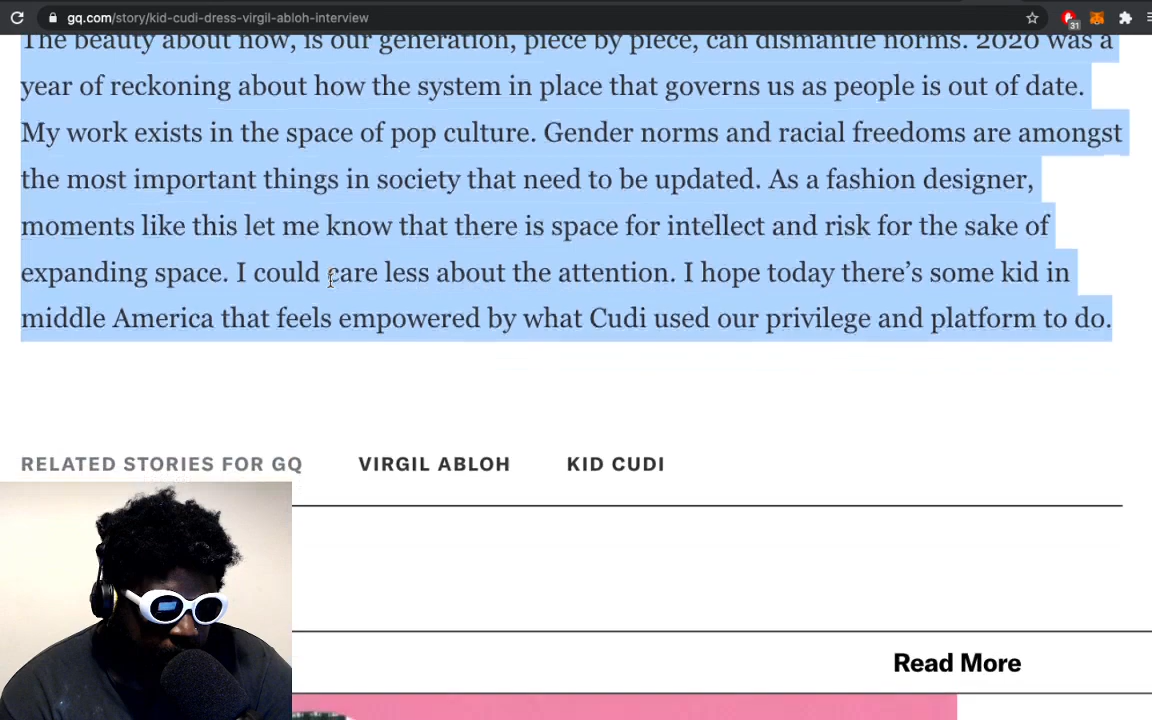 gq.com/story/kid-cudi-dress-virgil-abloh-interview
31
The beauty about now, is our generation, piece by piece, can dismantle norms. 2020 was a
year of reckoning about how the system in place that governs us as people is out of date.
My work exists in the space of pop culture. Gender norms and racial freedoms are amongst
the most important things in society that need to be updated. As a fashion designer,
moments like this let me know that there is space for intellect and risk for the sake of
expanding space. I could care less about the attention. I hope today there’s some kid in
middle America that feels empowered by what Cudi used our privilege and platform to do.
RELATED STORIES FOR GQ VIRGIL ABLOH KID CUDI
Read More